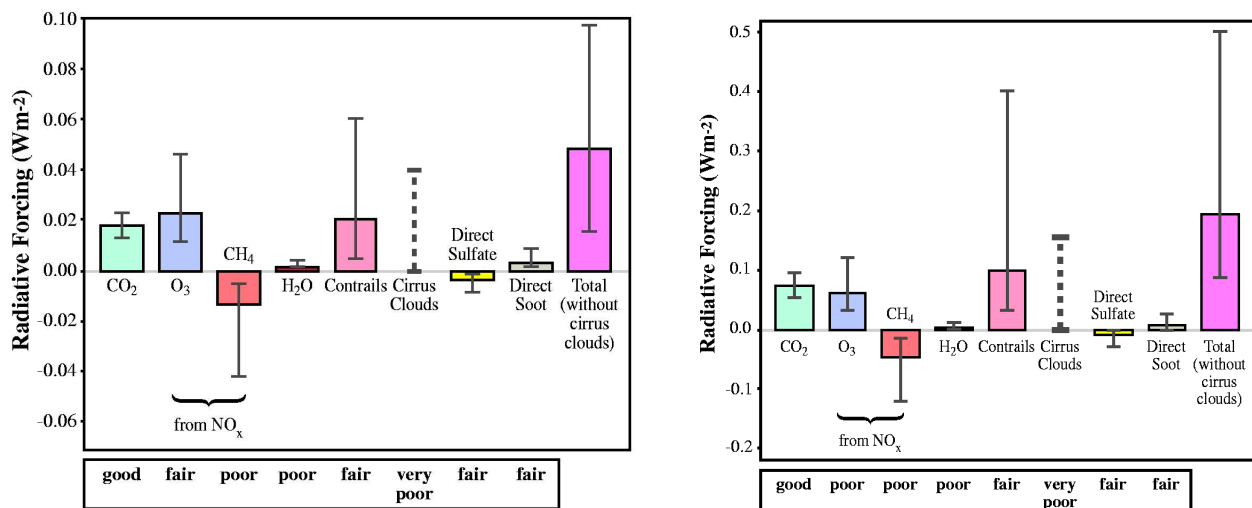 Radiative Forcing (Wm-2)
0.10
0.08
0.06
0.04
0.02
0.00
-0.02
-0.04
-0.06
CO2
O3
CH4
H2O
Contrails
Cirrus
Clouds
Direct
Sulfate
Direct
Soot
Total
(without
cirrus
clouds)
from NOx
good fair poor poor fair very poor fair fair
Radiative Forcing (Wm-2)
0.5
0.4
0.3
0.2
0.1
0.0
-0.1
-0.2
CO2
O3
CH4
H2O
Contrails
Cirrus
Clouds
Direct
Sulfate
Direct
Soot
Total
(without
cirrus
clouds)
from NOx
good poor poor poor fair very poor fair fair